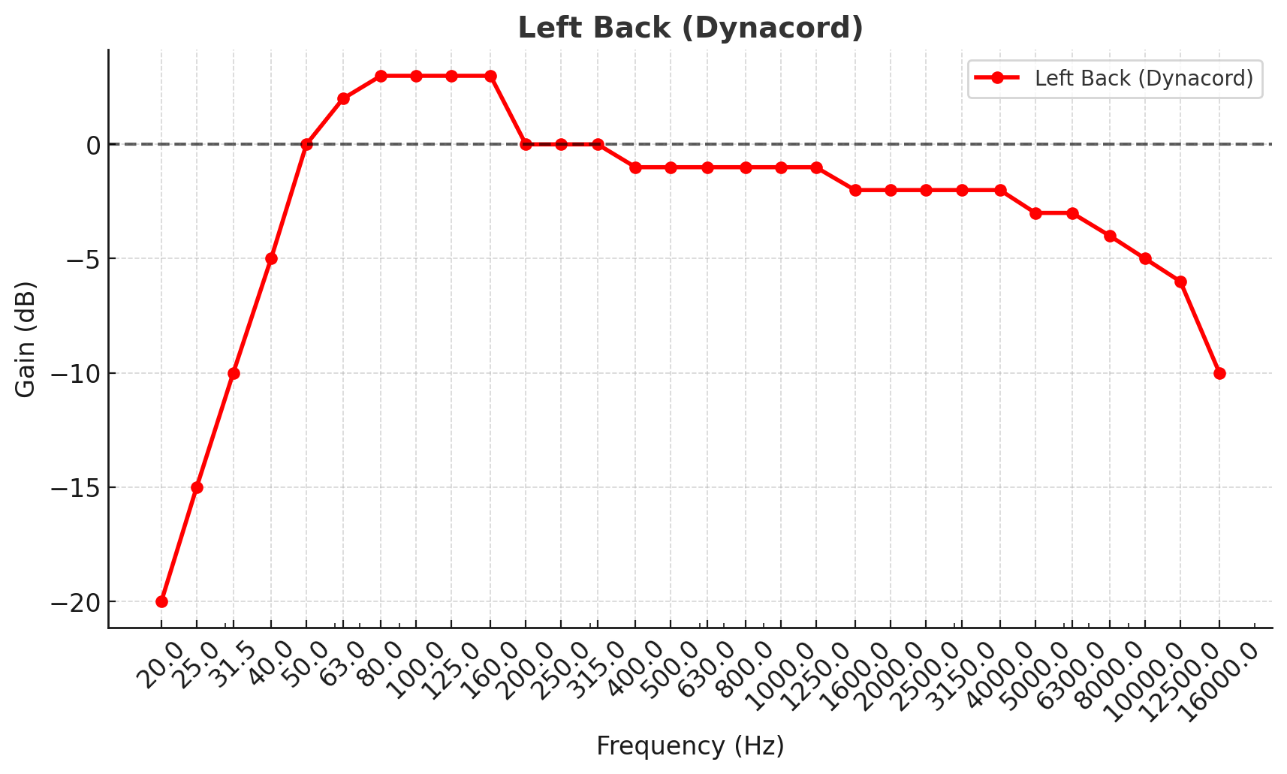 Left Back (Dynacord)
Left Back (Dynacord)
0
−5
−10
−15
−20
Gain (dB)
20.0 25.0 31.5 40.0 50.0 63.0 80.0 100.0 125.0 160.0 200.0 250.0 315.0 400.0 500.0 630.0 800.0 1000.0 1250.0 1600.0 2000.0 2500.0 3150.0 4000.0 5000.0 6300.0 8000.0 10000.0 12500.0 16000.0
Frequency (Hz)